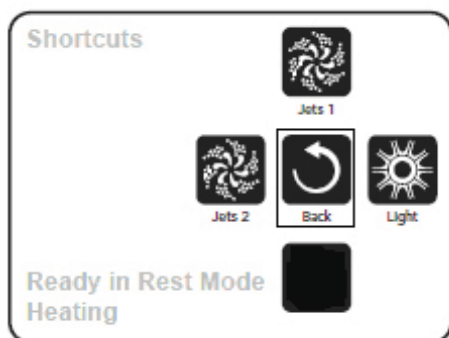 Shortcuts
Jets 1
Jets 2 Back Light
Ready in Rest Mode
Heating